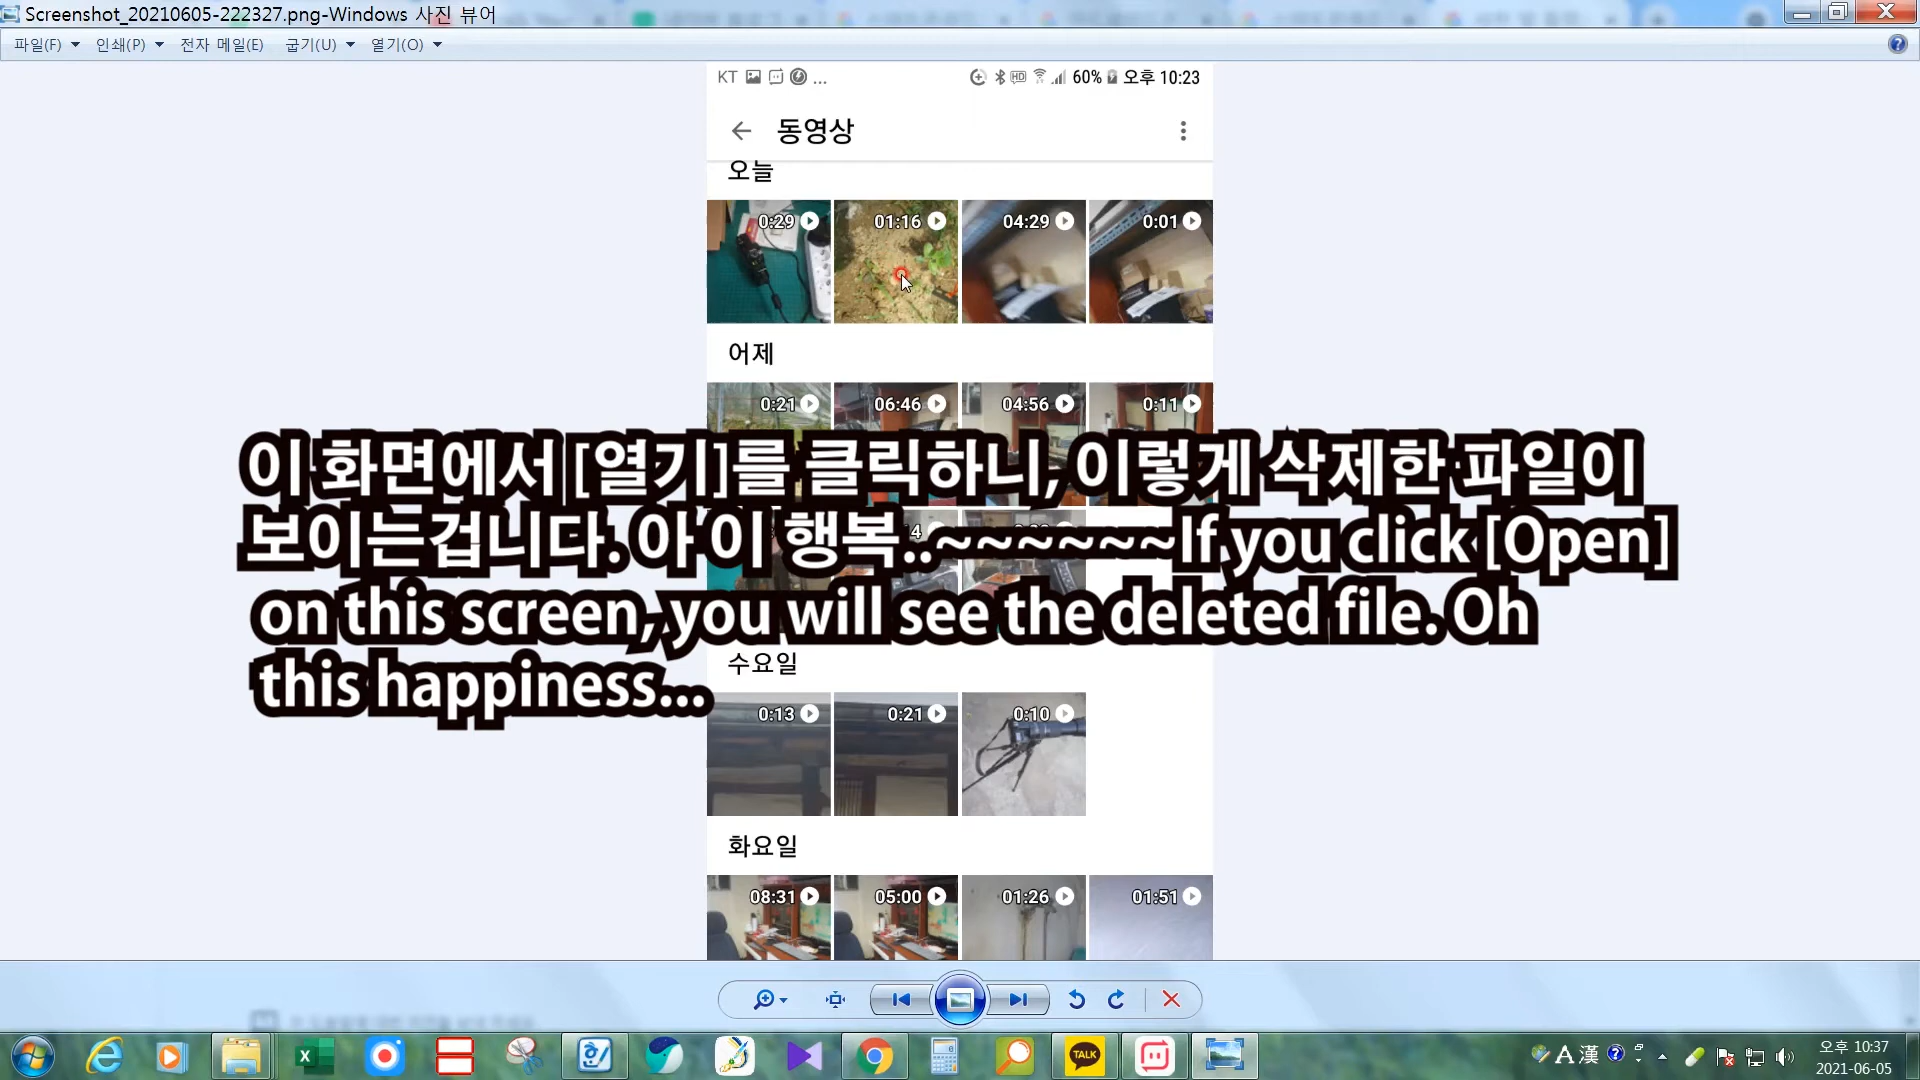 Screenshot_20210605-222327.png-Windows 사진 뷰어
파일(F) 인쇄(P) 전자 메일(E) 굽기(U) 열기(O)
KT ... HD 60% 오후 10:23
동영상
오늘
0:29 01:16 04:29 0:01
어제
0:21 06:46 04:56 0:11
이 화면에서 [열기]를 클릭하니, 이렇게 삭제한 파일이
보이는겁니다. 아 이 행복..~~~~~~If you click [Open]
on this screen, you will see the deleted file. Oh
this happiness...
수요일
0:13 0:21 0:10
화요일
08:31 05:00 01:26 01:51
TALK
A 漢
오후 10:37
2021-06-05